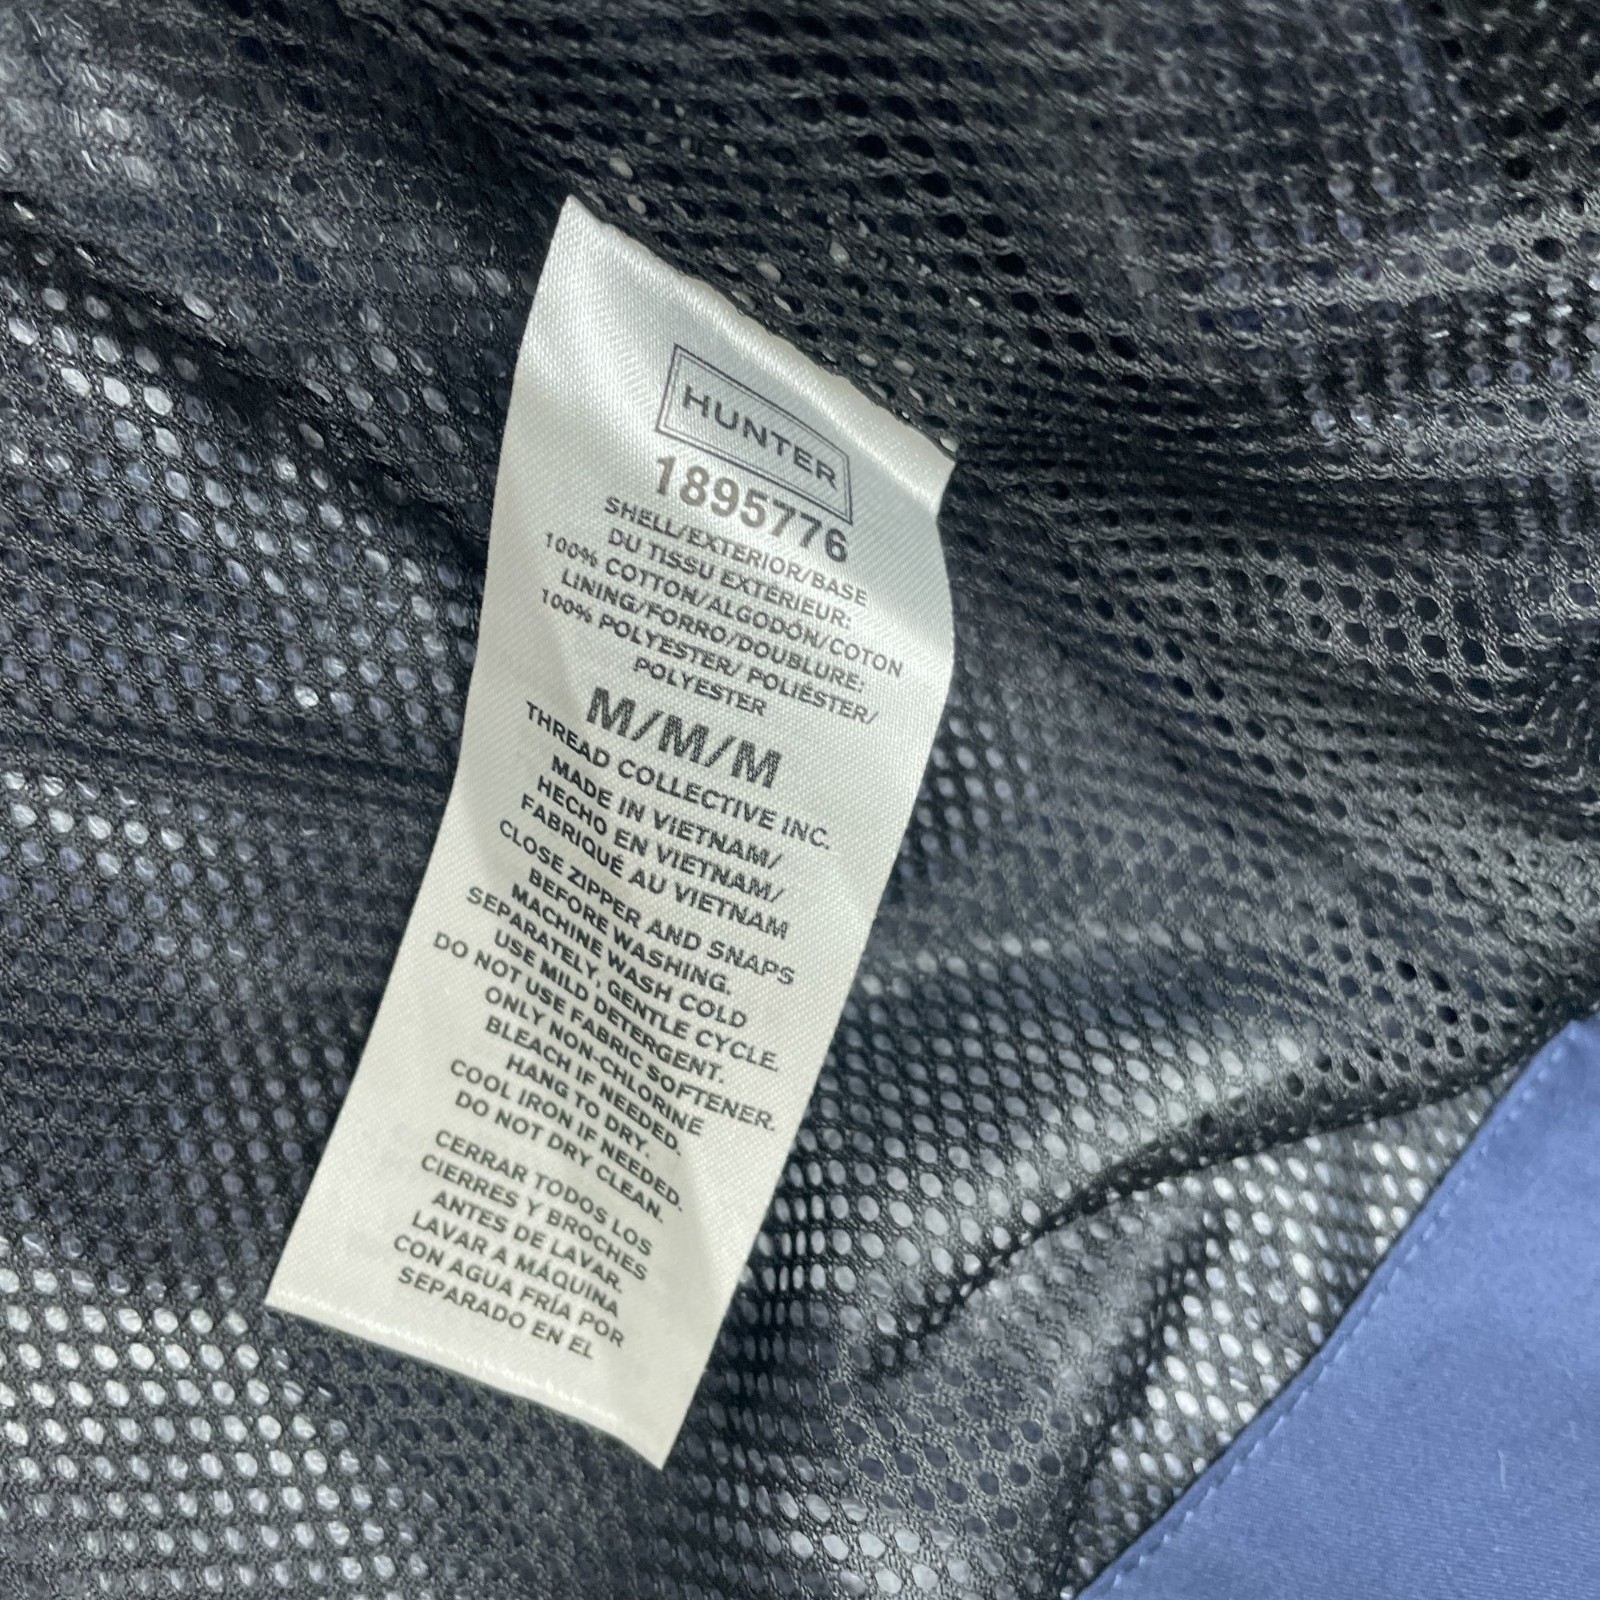 HUNTER
1895776
SHELL/EXTERIOR/BASE
DU TISSU EXTERIEUR:
100% COTTON/ALGODÓN/COTON
LINING/FORRO/DOUBLURE:
100% POLYESTER/ POLIÉSTER/
POLYESTER
M/M/M
THREAD COLLECTIVE INC.
MADE IN VIETNAM/
HECHO EN VIETNAM/
FABRIQUÉ AU VIETNAM
CLOSE ZIPPER AND SNAPS
BEFORE WASHING.
MACHINE WASH COLD
SEPARATELY, GENTLE CYCLE.
USE MILD DETERGENT.
DO NOT USE FABRIC SOFTENER.
ONLY NON-CHLORINE
BLEACH IF NEEDED.
HANG TO DRY.
COOL IRON IF NEEDED.
DO NOT DRY CLEAN.
CERRAR TODOS LOS
CIERRES Y BROCHES
ANTES DE LAVAR.
LAVAR A MÁQUINA
CON AGUA FRÍA POR
SEPARADO EN EL